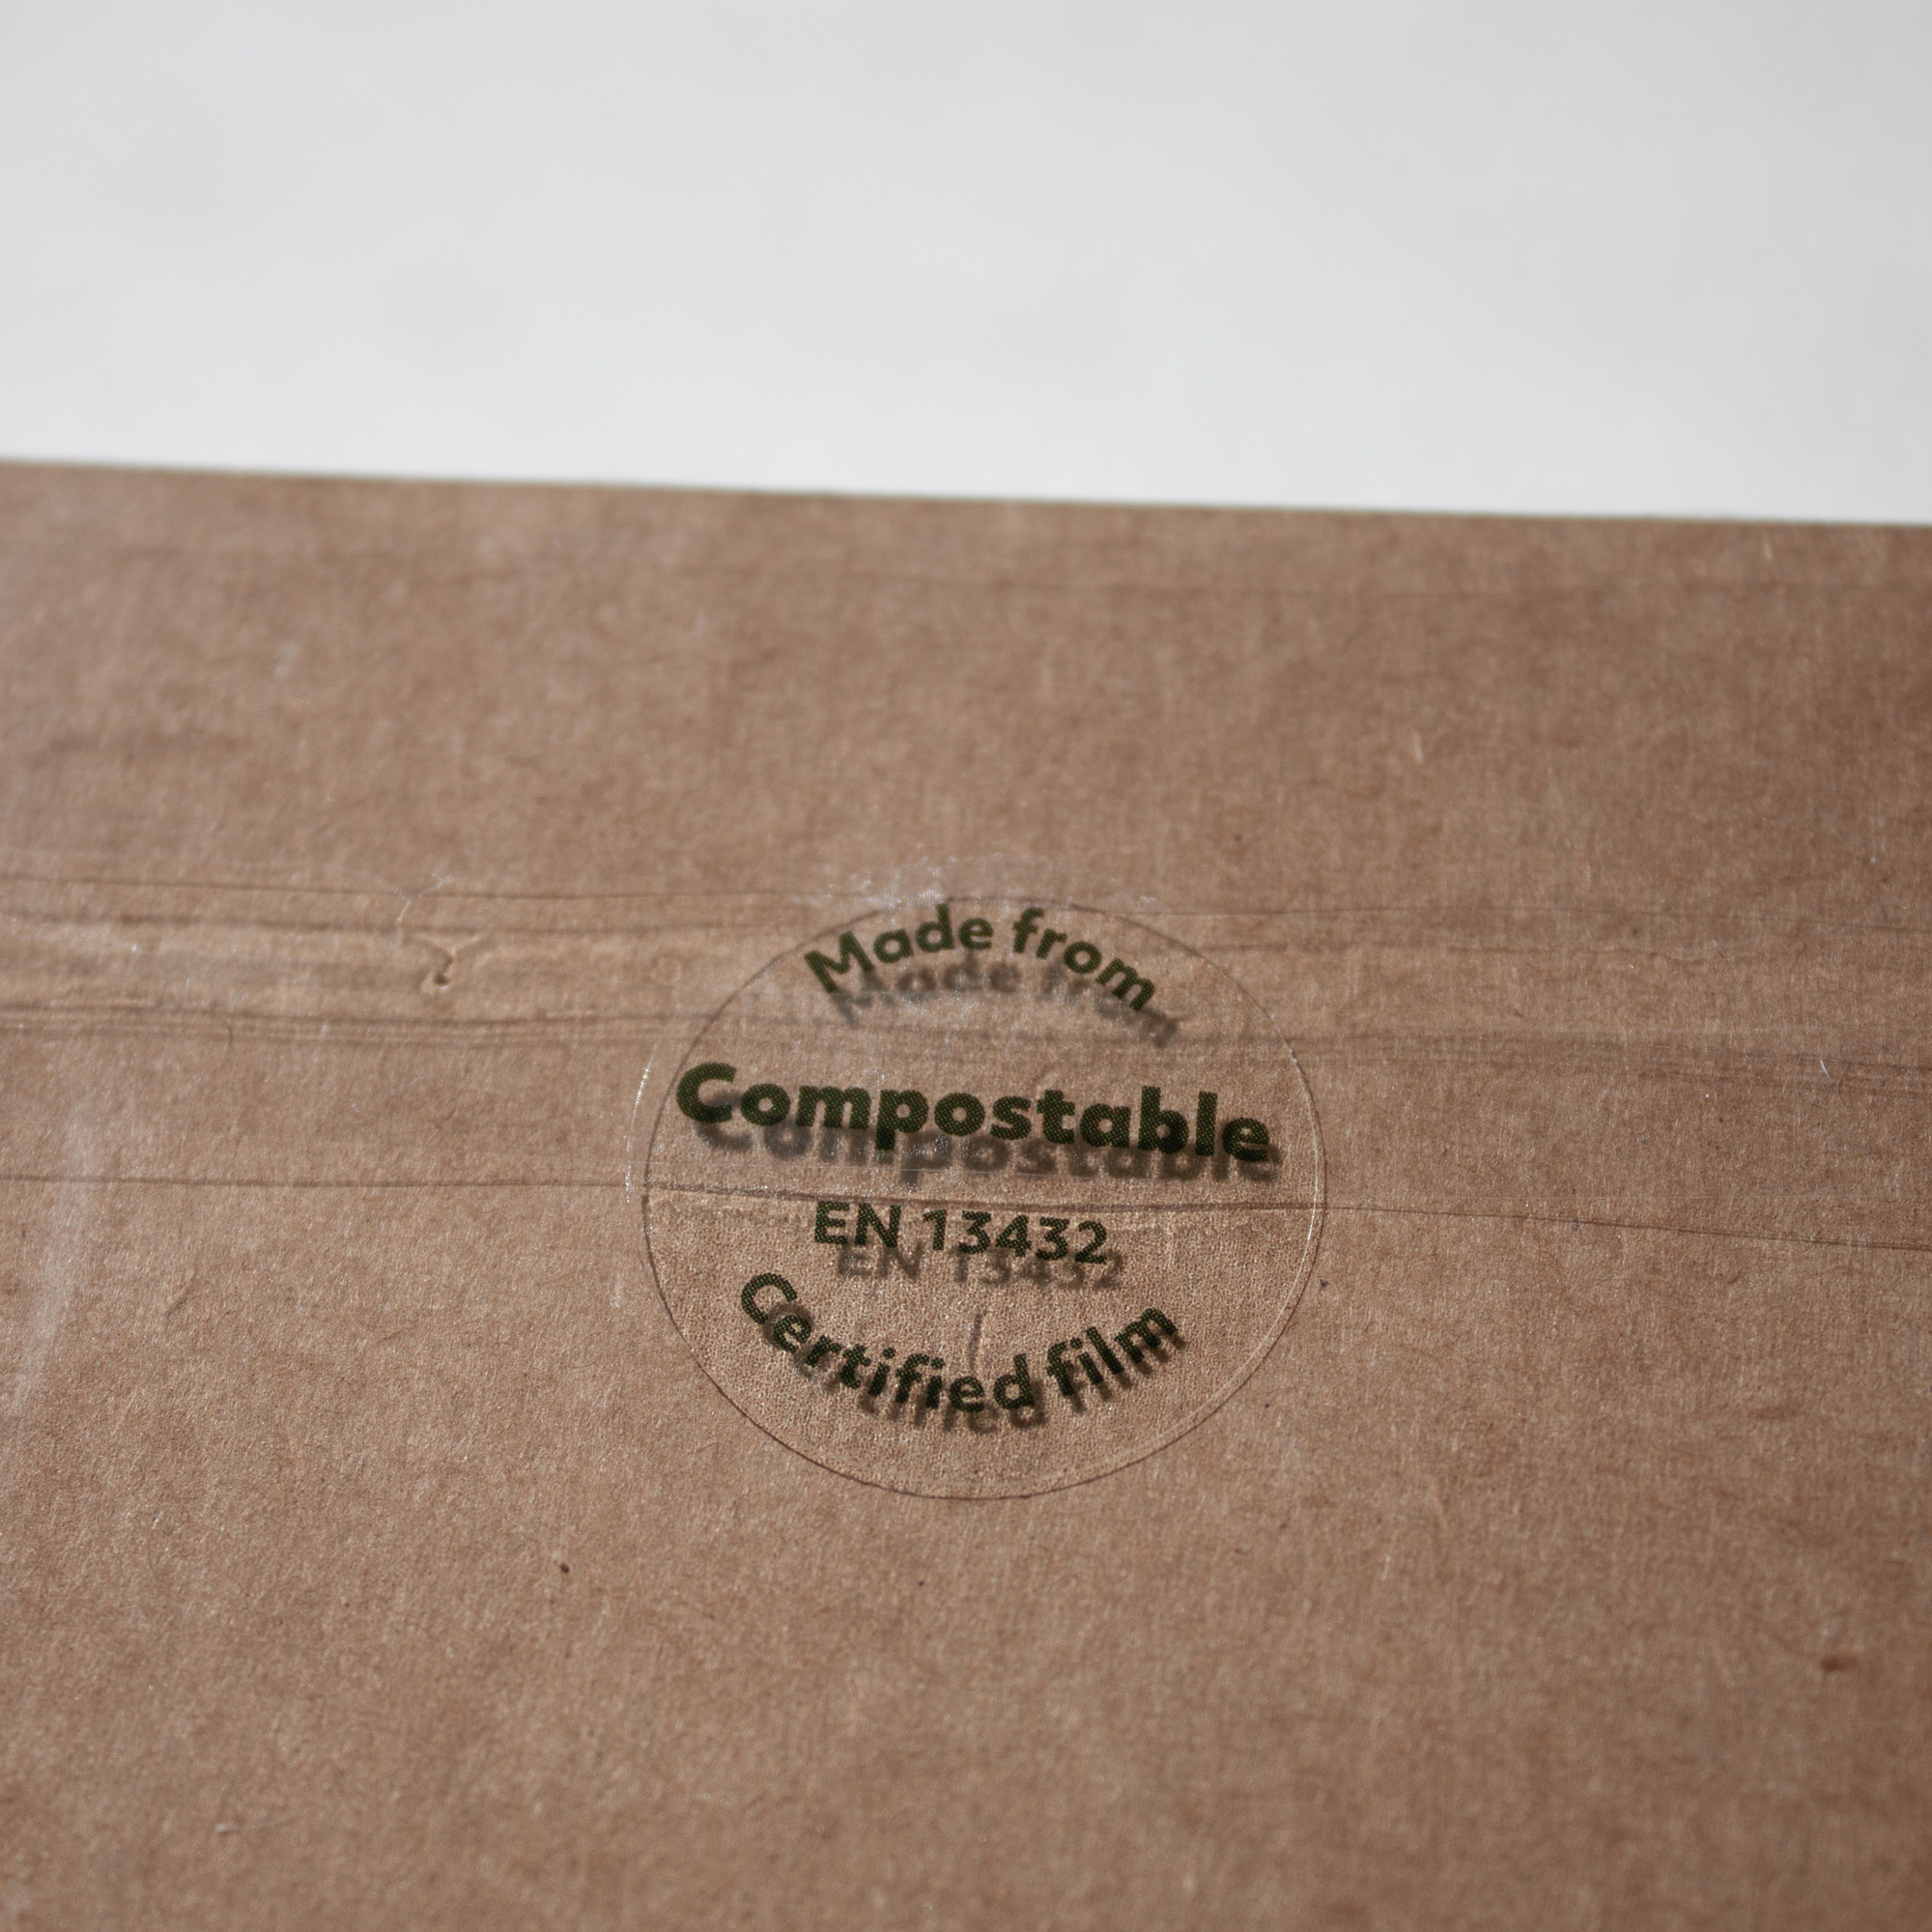 Made from
Compostable
EN 13432
Certified film